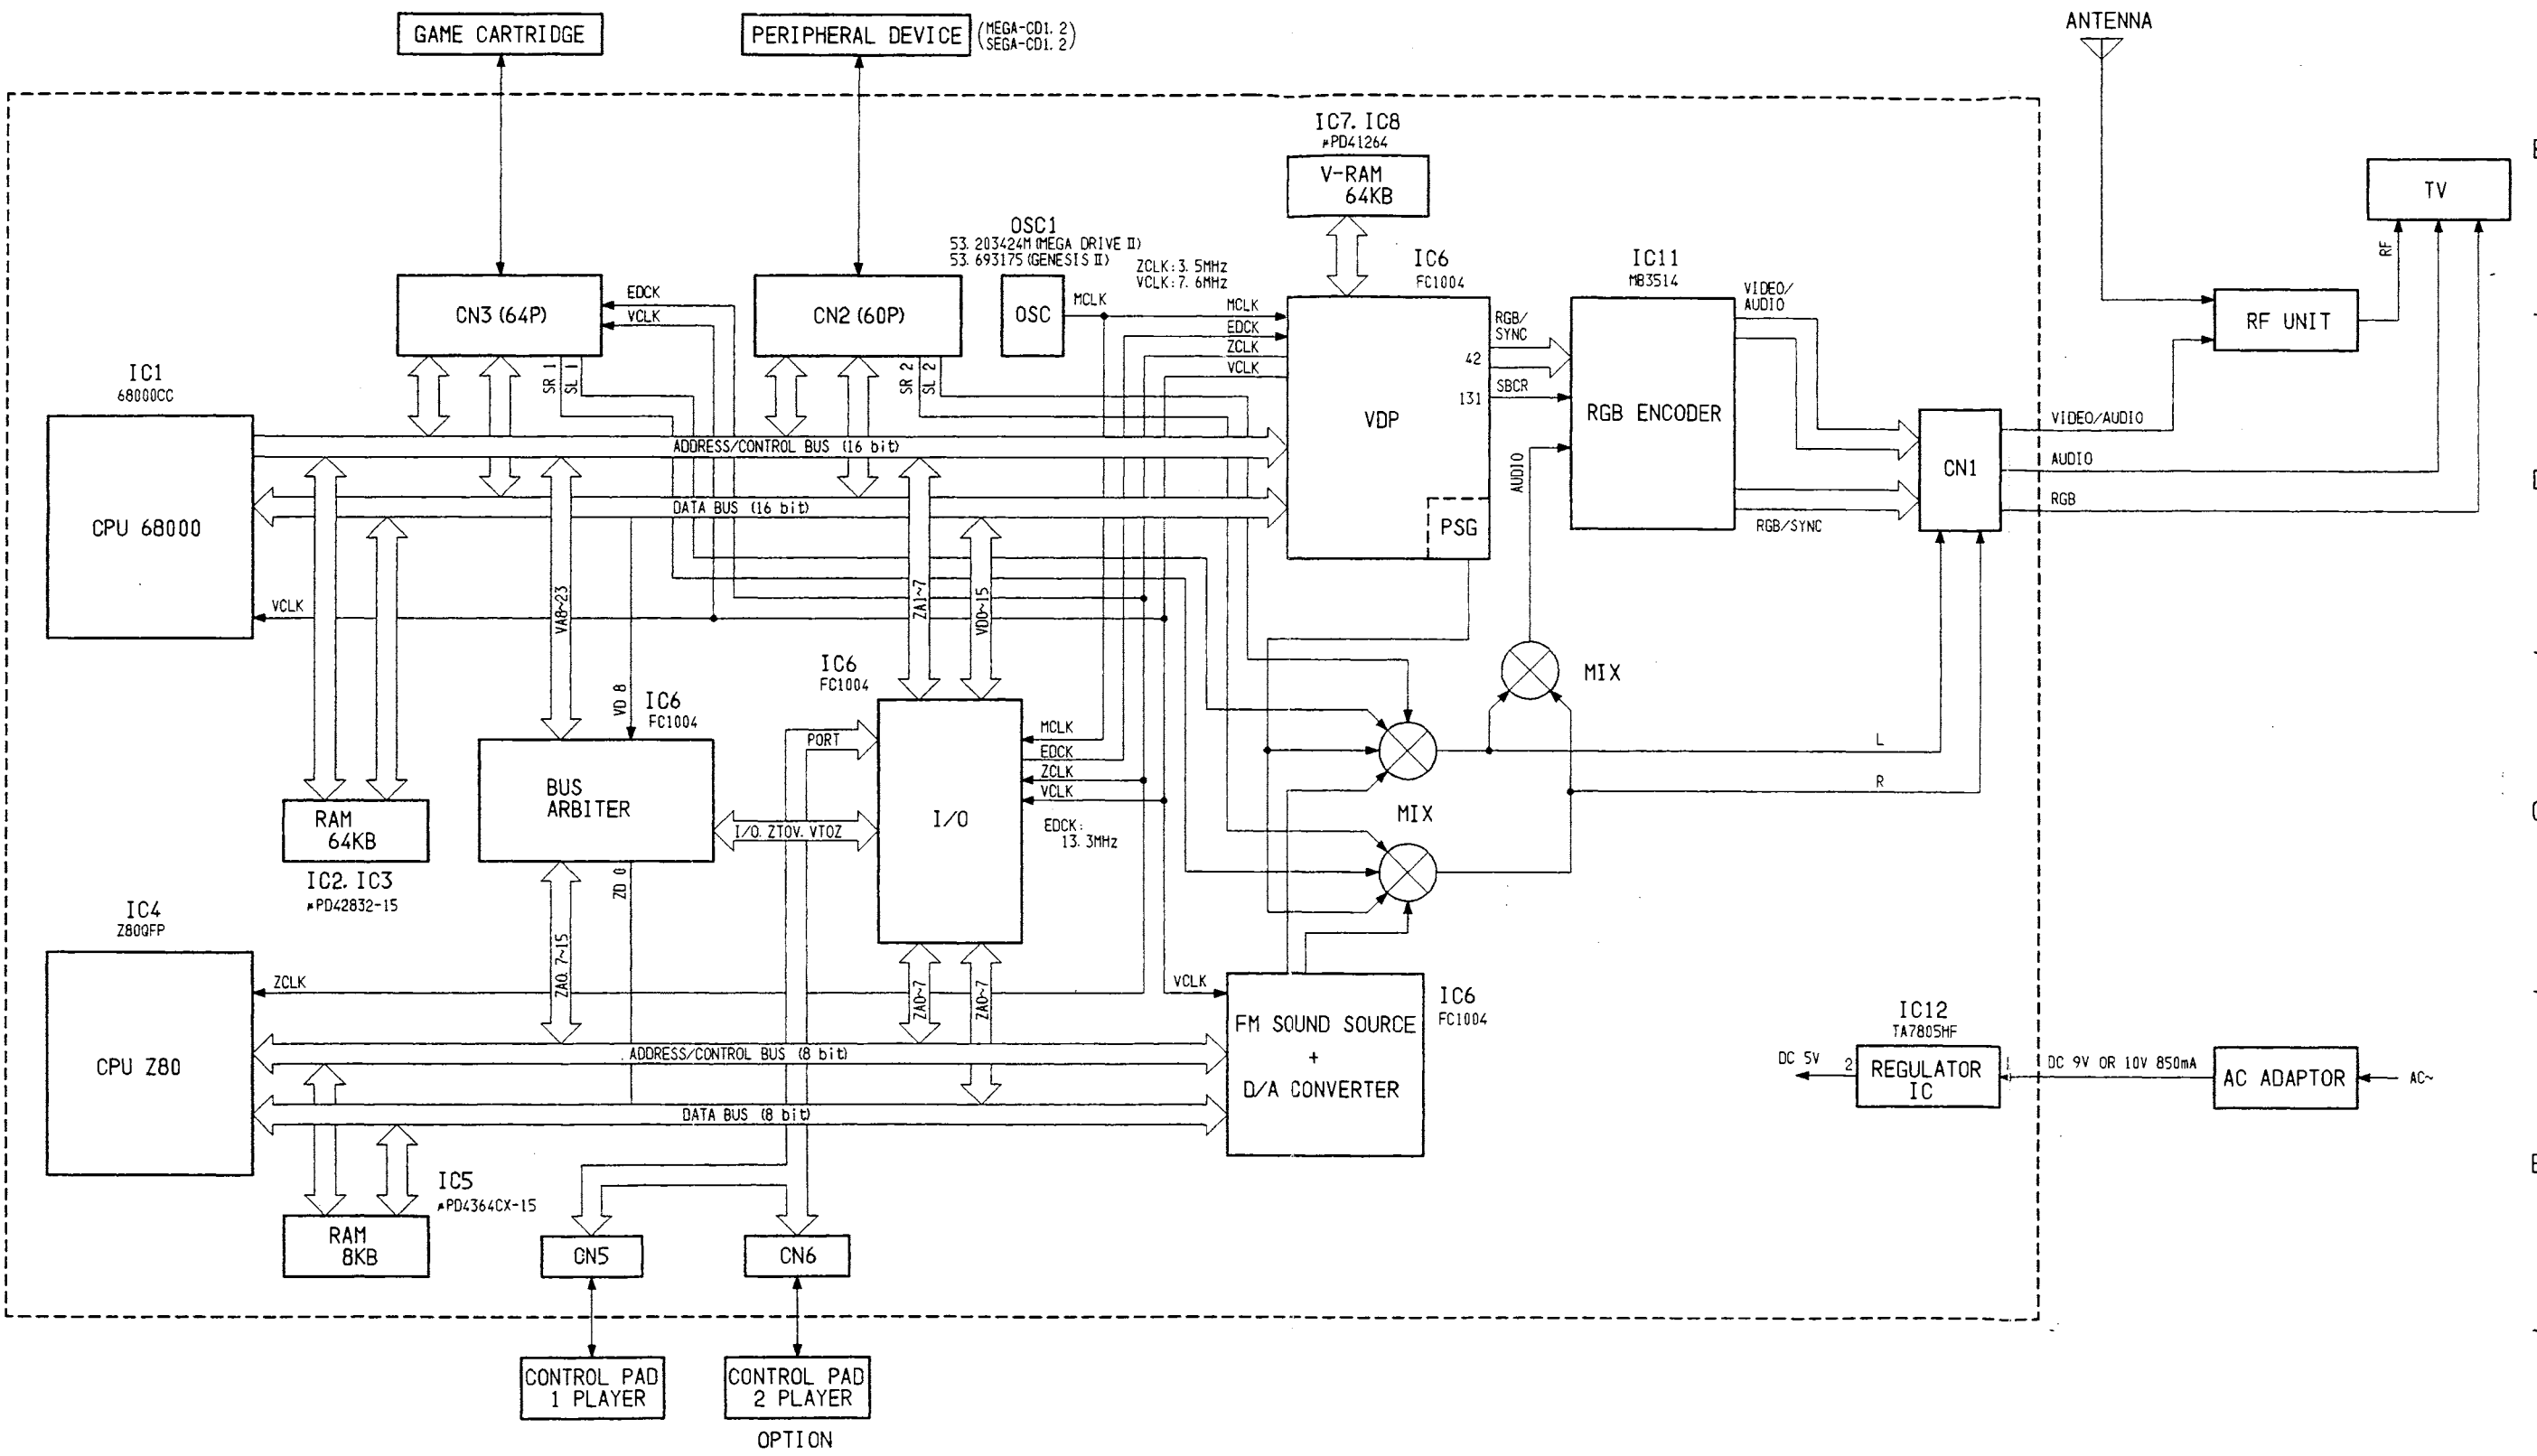 ANTENNA
GAME CARTRIDGE
PERIPHERAL DEVICE
(MEGA-CD1. 2)
(SEGA-CD1. 2)
IC7. IC8
μPD41264
V-RAM
64KB
TV
OSC1
53. 203424M (MEGA DRIVE II)
53. 693175 (GENESIS II)
ZCLK:3. 5MHz
VCLK:7. 6MHz
IC6
FC1004
IC11
MB3514
VIDEO/
AUDIO
RF
CN3 (64P)
EDCK
VCLK
CN2 (60P)
OSC
MCLK
MCLK
EDCK
ZCLK
VCLK
RGB/
SYNC
42
SBCR
131
VDP
RGB ENCODER
RF UNIT
IC1
68000CC
SR 1
SL 1
SR 2
SL 2
CPU 68000
ADDRESS/CONTROL BUS (16 bit)
DATA BUS (16 bit)
PSG
AUDIO
RGB/SYNC
CN1
VIDEO/AUDIO
AUDIO
RGB
VCLK
VA8~23
ZA1~7
VD0~15
VD 8
IC6
FC1004
IC6
FC1004
MIX
PORT
MCLK
EDCK
ZCLK
VCLK
L
R
BUS
ARBITER
I/O. ZTOV. VTOZ
I/O
EDCK:
13. 3MHz
MIX
RAM
64KB
IC2. IC3
μPD42832-15
ZD 0
IC4
Z80QFP
ZA0. 7~15
ZCLK
ZA0~7
ZA0~7
VCLK
IC6
FC1004
FM SOUND SOURCE
+
D/A CONVERTER
CPU Z80
ADDRESS/CONTROL BUS (8 bit)
DATA BUS (8 bit)
IC12
TA7805HF
DC 5V
2
REGULATOR
IC
1
DC 9V OR 10V 850mA
AC ADAPTOR
AC~
IC5
μPD4364CX-15
RAM
8KB
CN5
CN6
CONTROL PAD
1 PLAYER
CONTROL PAD
2 PLAYER
OPTION